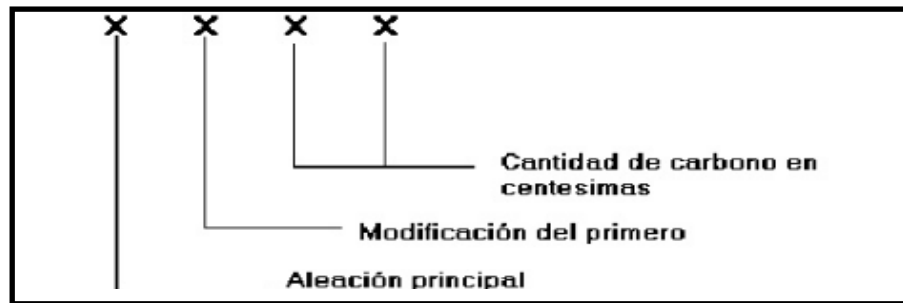 X X X X
Cantidad de carbono en
centesimas
Modificación del primero
Aleación principal